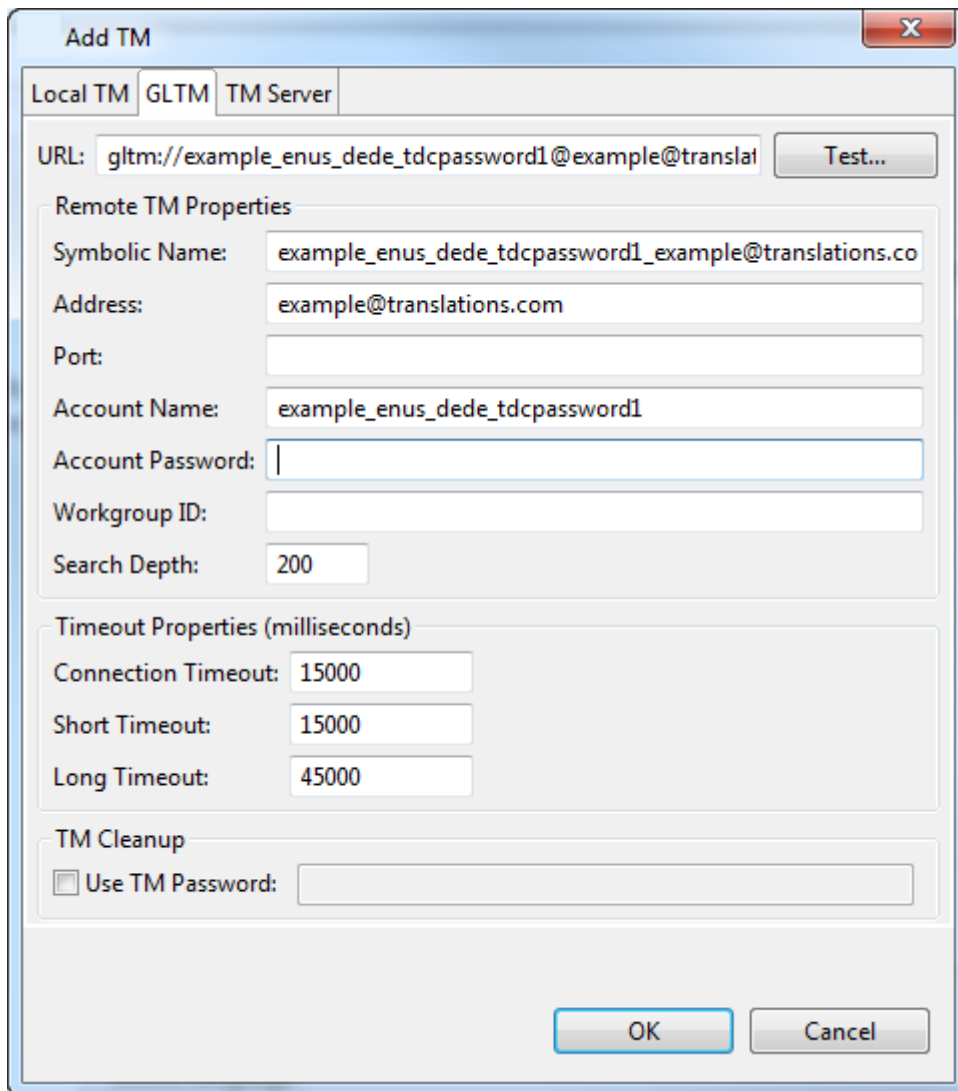 Add TM
Local TM GLTM TM Server
URL: gltm://example_enus_dede_tdcpassword1@example@translat Test...
Remote TM Properties
Symbolic Name: example_enus_dede_tdcpassword1_example@translations.co
Address: example@translations.com
Port:
Account Name: example_enus_dede_tdcpassword1
Account Password:
Workgroup ID:
Search Depth: 200
Timeout Properties (milliseconds)
Connection Timeout: 15000
Short Timeout: 15000
Long Timeout: 45000
TM Cleanup
Use TM Password:
OK Cancel